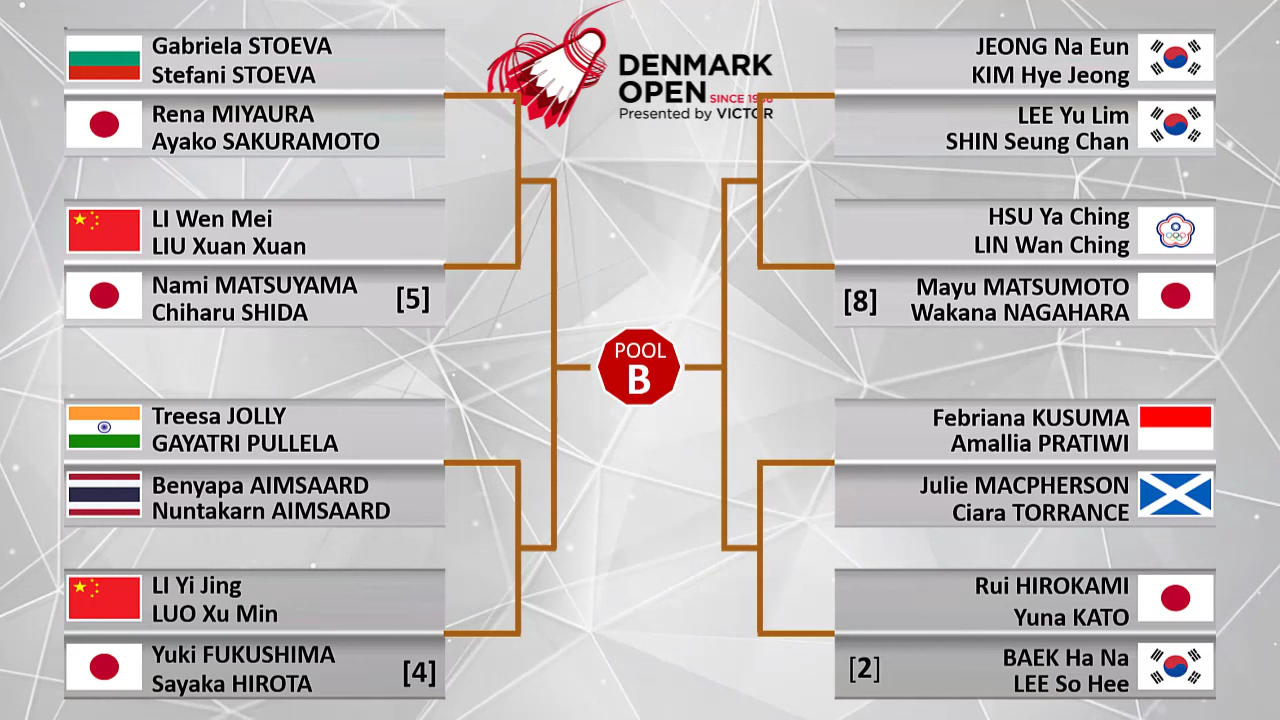 Gabriela STOEVA
Stefani STOEVA
Rena MIYAURA
Ayako SAKURAMOTO
LI Wen Mei
LIU Xuan Xuan
Nami MATSUYAMA
Chiharu SHIDA
[5]
Treesa JOLLY
GAYATRI PULLELA
Benyapa AIMSAARD
Nuntakarn AIMSAARD
LI Yi Jing
LUO Xu Min
Yuki FUKUSHIMA
Sayaka HIROTA
[4]
DENMARK
OPEN SINCE 1936
Presented by VICTOR
POOL
B
JEONG Na Eun
KIM Hye Jeong
LEE Yu Lim
SHIN Seung Chan
HSU Ya Ching
LIN Wan Ching
[8]
Mayu MATSUMOTO
Wakana NAGAHARA
Febriana KUSUMA
Amallia PRATIWI
Julie MACPHERSON
Ciara TORRANCE
Rui HIROKAMI
Yuna KATO
[2]
BAEK Ha Na
LEE So Hee